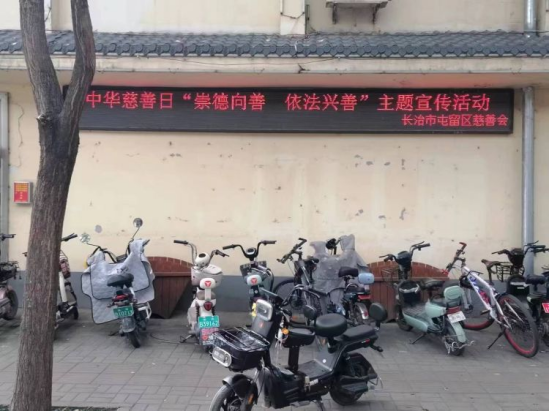 中华慈善日“崇德向善　依法兴善”主题宣传活动
长治市屯留区慈善会